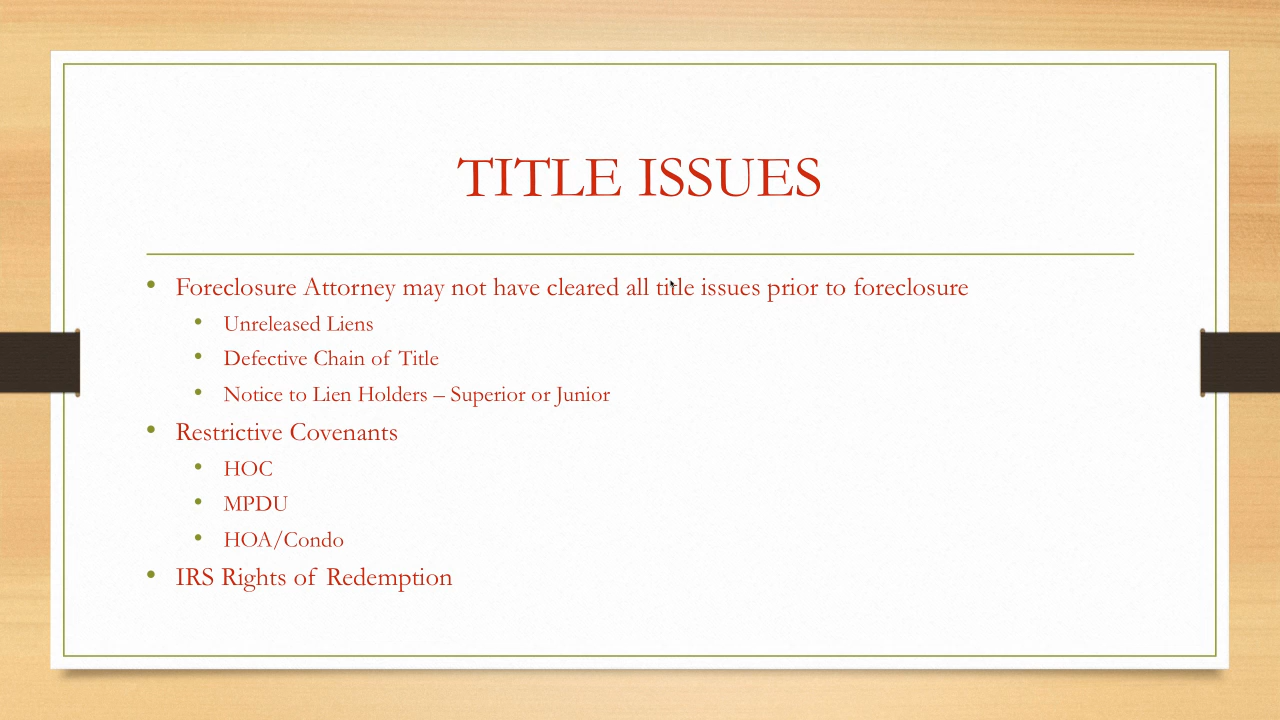 TITLE ISSUES
• Foreclosure Attorney may not have cleared all title issues prior to foreclosure
• Unreleased Liens
• Defective Chain of Title
• Notice to Lien Holders – Superior or Junior
• Restrictive Covenants
• HOC
• MPDU
• HOA/Condo
• IRS Rights of Redemption